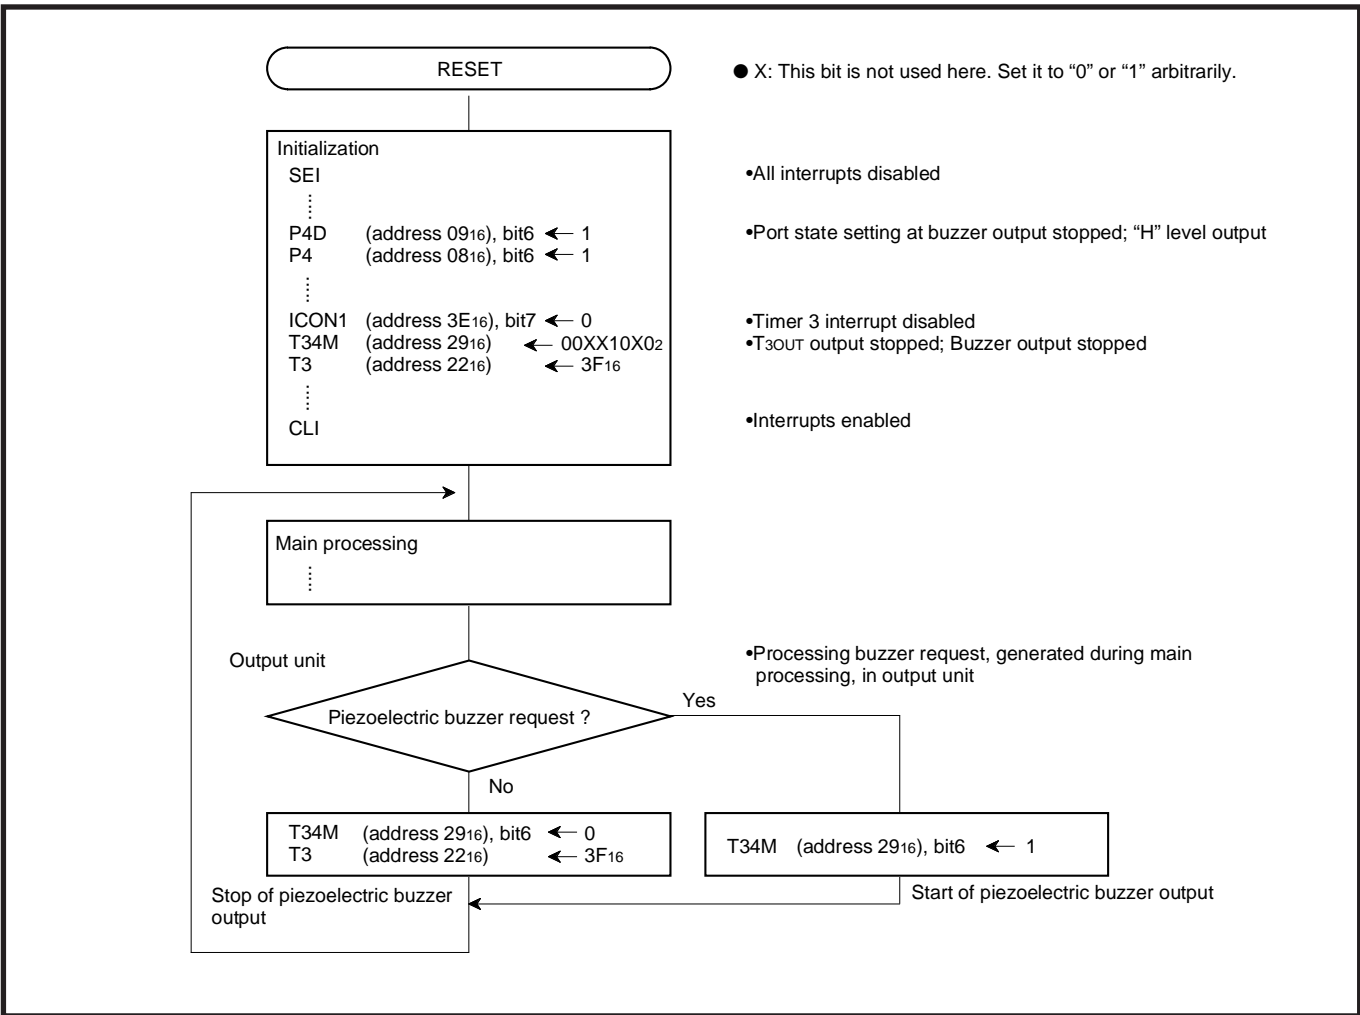 RESET
● X: This bit is not used here. Set it to “0” or “1” arbitrarily.
Initialization
SEI
•All interrupts disabled
P4D (address 0916), bit6 ← 1
•Port state setting at buzzer output stopped; “H” level output
P4 (address 0816), bit6 ← 1
ICON1 (address 3E16), bit7 ← 0
•Timer 3 interrupt disabled
T34M (address 2916) ← 00XX10X02
•T3OUT output stopped; Buzzer output stopped
T3 (address 2216) ← 3F16
CLI
•Interrupts enabled
Main processing
Output unit
•Processing buzzer request, generated during main
processing, in output unit
Piezoelectric buzzer request ?
Yes
No
T34M (address 2916), bit6 ← 0
T3 (address 2216) ← 3F16
T34M (address 2916), bit6 ← 1
Stop of piezoelectric buzzer
output
Start of piezoelectric buzzer output